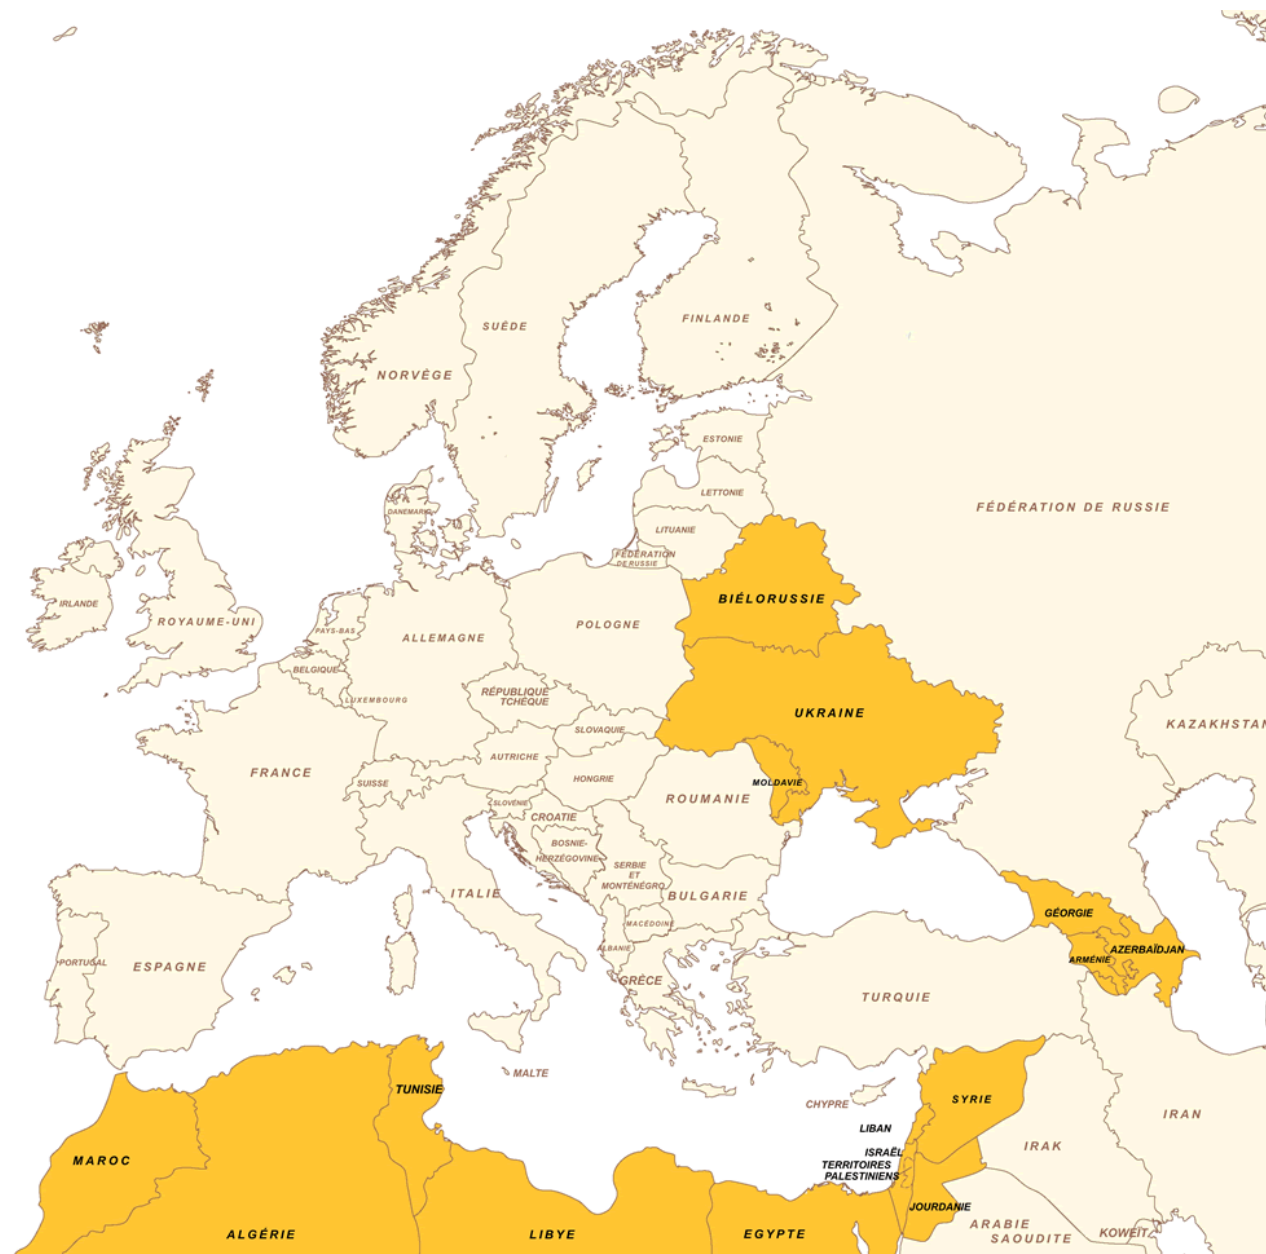 SUÈDE
FINLANDE
NORVÈGE
ESTONIE
LETTONIE
DANEMARK
FÉDÉRATION DE RUSSIE
LITUANIE
FÉDÉRATION
DE RUSSIE
BIÉLORUSSIE
IRLANDE
ROYAUME-UNI
PAYS-BAS
ALLEMAGNE
POLOGNE
BELGIQUE
LUXEMBOURG
RÉPUBLIQUE
TCHÈQUE
UKRAINE
KAZAKHSTAN
SLOVAQUIE
AUTRICHE
FRANCE
SUISSE
HONGRIE
MOLDAVIE
ROUMANIE
SLOVÉNIE
CROATIE
BOSNIE-
HERZÉGOVINE
SERBIE
ET
MONTÉNÉGRO
ITALIE
BULGARIE
GÉORGIE
MACÉDOINE
ALBANIE
AZERBAÏDJAN
ARMÉNIE
PORTUGAL
ESPAGNE
GRÈCE
TURQUIE
MALTE
TUNISIE
CHYPRE
SYRIE
IRAN
LIBAN
IRAK
ISRAËL
TERRITOIRES
PALESTINIENS
MAROC
JOURDANIE
ARABIE
SAOUDITE
KOWEÏT
ALGÉRIE
LIBYE
EGYPTE